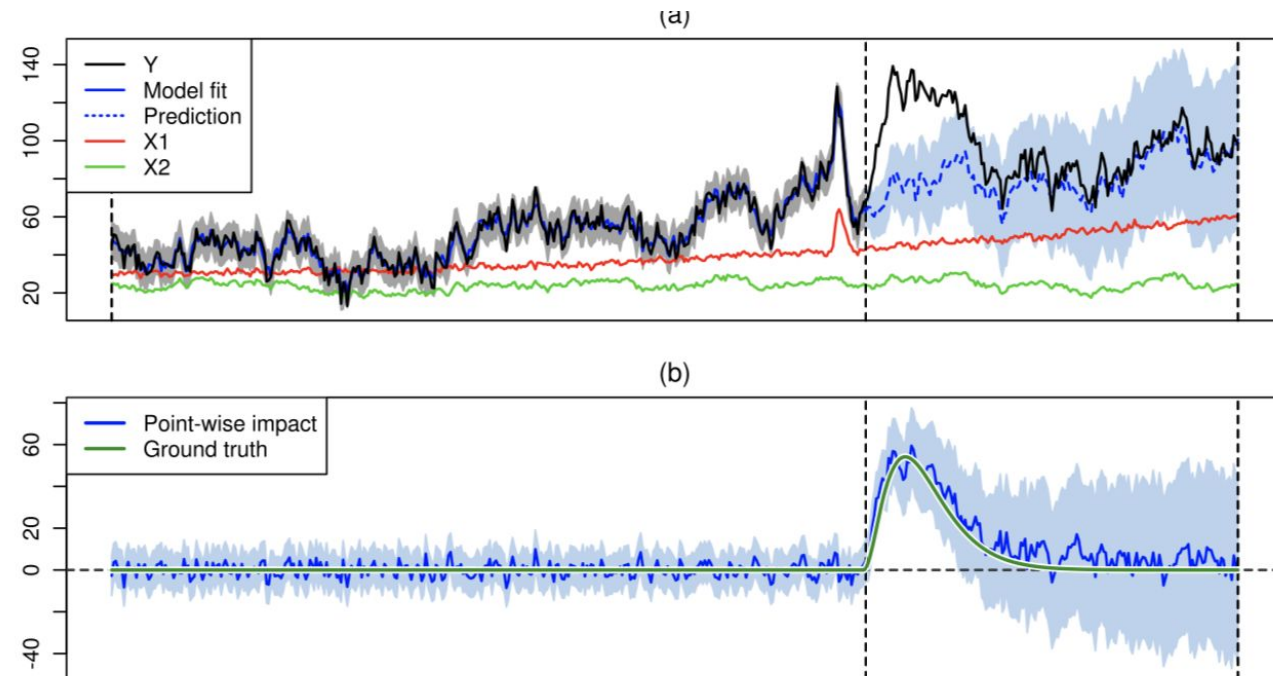 (a)
140
100
60
20
Y
Model fit
Prediction
X1
X2
(b)
60
20
0
-40
Point-wise impact
Ground truth